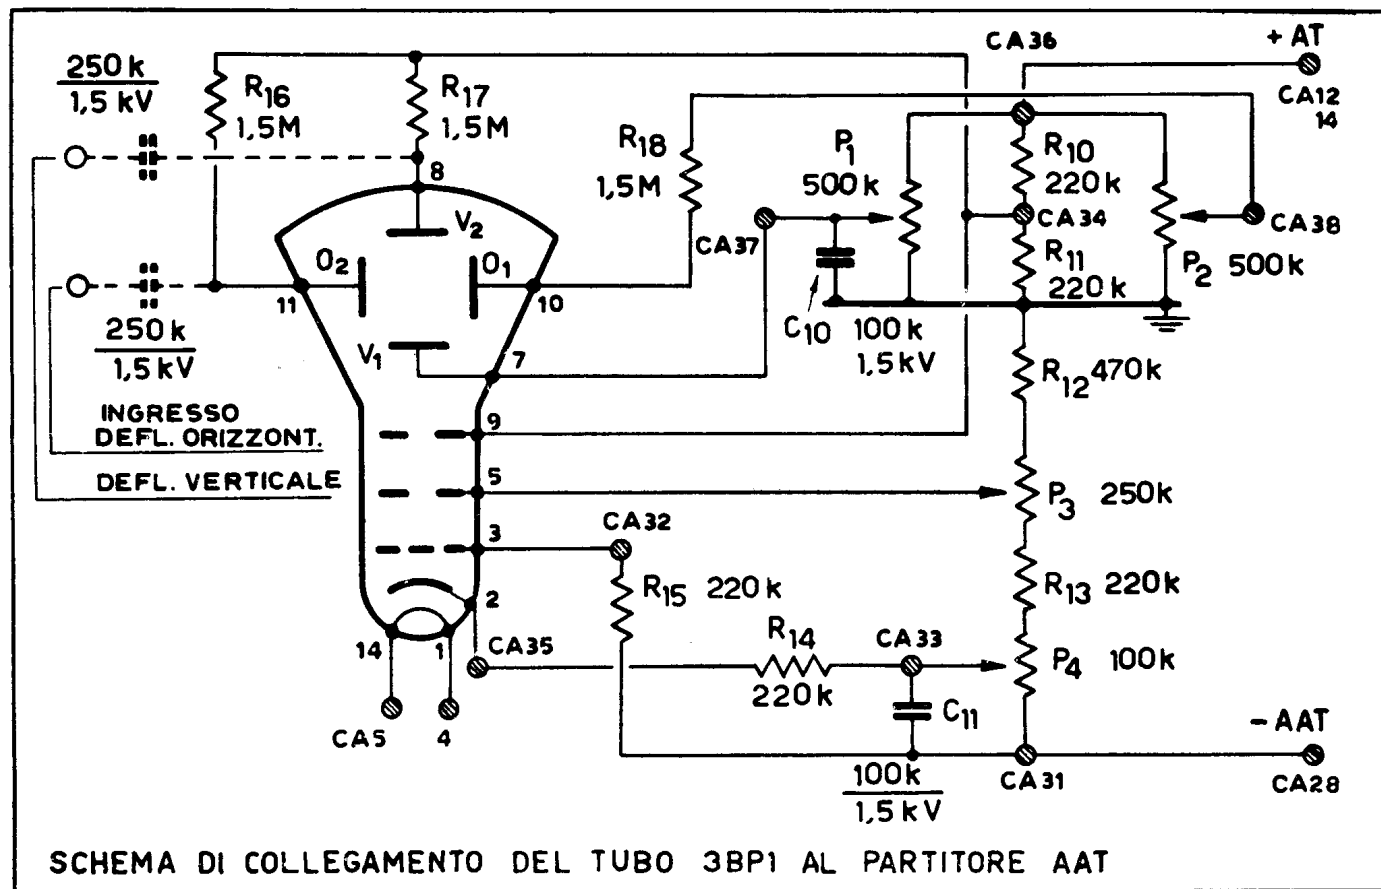 250k
1,5 kV
R16
1,5M
R17
1,5M
R18
1,5M
P1
500k
CA36
+ AT
CA12
14
R10
220k
CA34
CA38
R11
220k
P2 500k
CA37
C10
100k
1,5kV
8
V2
O2
O1
11
10
V1
7
250k
1,5kV
R12 470k
INGRESSO
DEFL. ORIZZONT.
DEFL. VERTICALE
9
5
3
2
14
1
CA32
P3 250k
R15 220k
R13 220k
CA35
R14
220k
CA33
P4 100k
C11
CA5
4
- AAT
CA31
CA28
100k
1,5 kV
SCHEMA DI COLLEGAMENTO DEL TUBO 3BP1 AL PARTITORE AAT